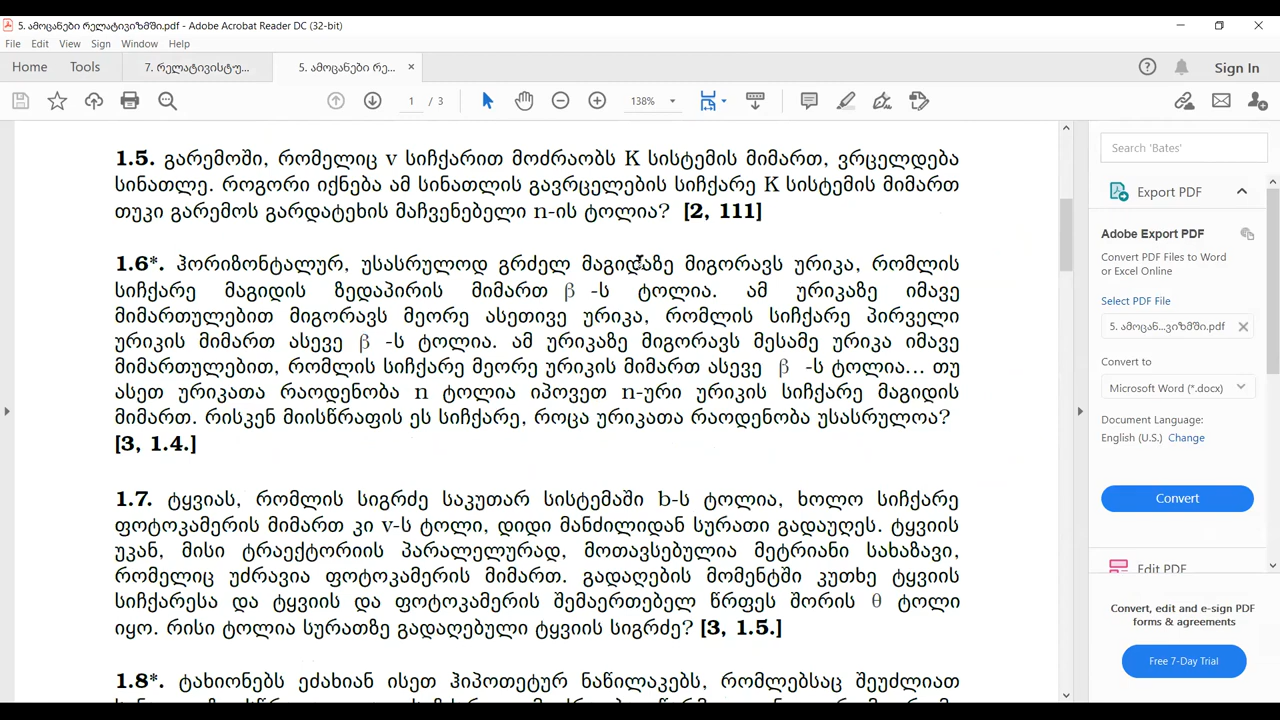 5. ამოცანები რელატივიზმში.pdf - Adobe Acrobat Reader DC (32-bit)
File Edit View Sign Window Help
Home Tools 7. რელატივისტუ... 5. ამოცანები რე... × Sign In
1 / 3 138%
1.5. გარემოში, რომელიც v სიჩქარით მოძრაობს K სისტემის მიმართ, ვრცელდება
სინათლე. როგორი იქნება ამ სინათლის გავრცელების სიჩქარე K სისტემის მიმართ
თუკი გარემოს გარდატეხის მაჩვენებელი n-ის ტოლია? [2, 111]
1.6*. ჰორიზონტალურ, უსასრულოდ გრძელ მაგიდაზე მიგორავს ურიკა, რომლის
სიჩქარე მაგიდის ზედაპირის მიმართ β -ს ტოლია. ამ ურიკაზე იმავე
მიმართულებით მიგორავს მეორე ასეთივე ურიკა, რომლის სიჩქარე პირველი
ურიკის მიმართ ასევე β -ს ტოლია. ამ ურიკაზე მიგორავს მესამე ურიკა იმავე
მიმართულებით, რომლის სიჩქარე მეორე ურიკის მიმართ ასევე β -ს ტოლია... თუ
ასეთ ურიკათა რაოდენობა n ტოლია იპოვეთ n-ური ურიკის სიჩქარე მაგიდის
მიმართ. რისკენ მიისწრაფის ეს სიჩქარე, როცა ურიკათა რაოდენობა უსასრულოა?
[3, 1.4.]
1.7. ტყვიას, რომლის სიგრძე საკუთარ სისტემაში b-ს ტოლია, ხოლო სიჩქარე
ფოტოკამერის მიმართ კი v-ს ტოლი, დიდი მანძილიდან სურათი გადაუღეს. ტყვიის
უკან, მისი ტრაექტორიის პარალელურად, მოთავსებულია მეტრიანი სახაზავი,
რომელიც უძრავია ფოტოკამერის მიმართ. გადაღების მომენტში კუთხე ტყვიის
სიჩქარესა და ტყვიის და ფოტოკამერის შემაერთებელ წრფეს შორის θ ტოლი
იყო. რისი ტოლია სურათზე გადაღებული ტყვიის სიგრძე? [3, 1.5.]
1.8*. ტახიონებს ეძახიან ისეთ ჰიპოთეტურ ნაწილაკებს, რომლებსაც შეუძლიათ
Search 'Bates'
Export PDF
Adobe Export PDF
Convert PDF Files to Word
or Excel Online
Select PDF File
5. ამოცან...ვიზმში.pdf ×
Convert to
Microsoft Word (*.docx)
Document Language:
English (U.S.) Change
Convert
Edit PDF
Convert, edit and e-sign PDF
forms & agreements
Free 7-Day Trial